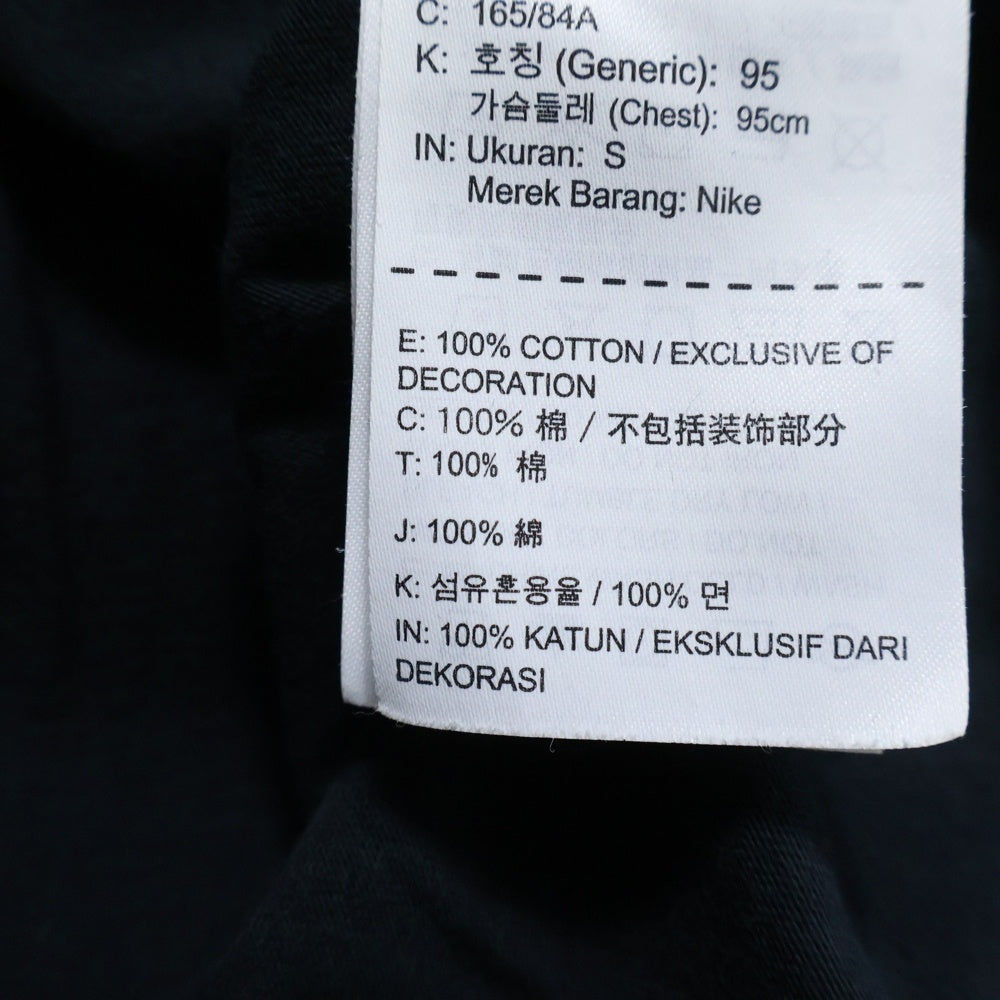 C: 165/84A
K: 호칭 (Generic): 95
가슴둘레 (Chest): 95cm
IN: Ukuran: S
Merek Barang: Nike
E: 100% COTTON / EXCLUSIVE OF
DECORATION
C: 100% 棉 / 不包括装饰部分
T: 100% 棉
J: 100% 綿
K: 섬유혼용율 / 100% 면
IN: 100% KATUN / EKSKLUSIF DARI
DEKORASI